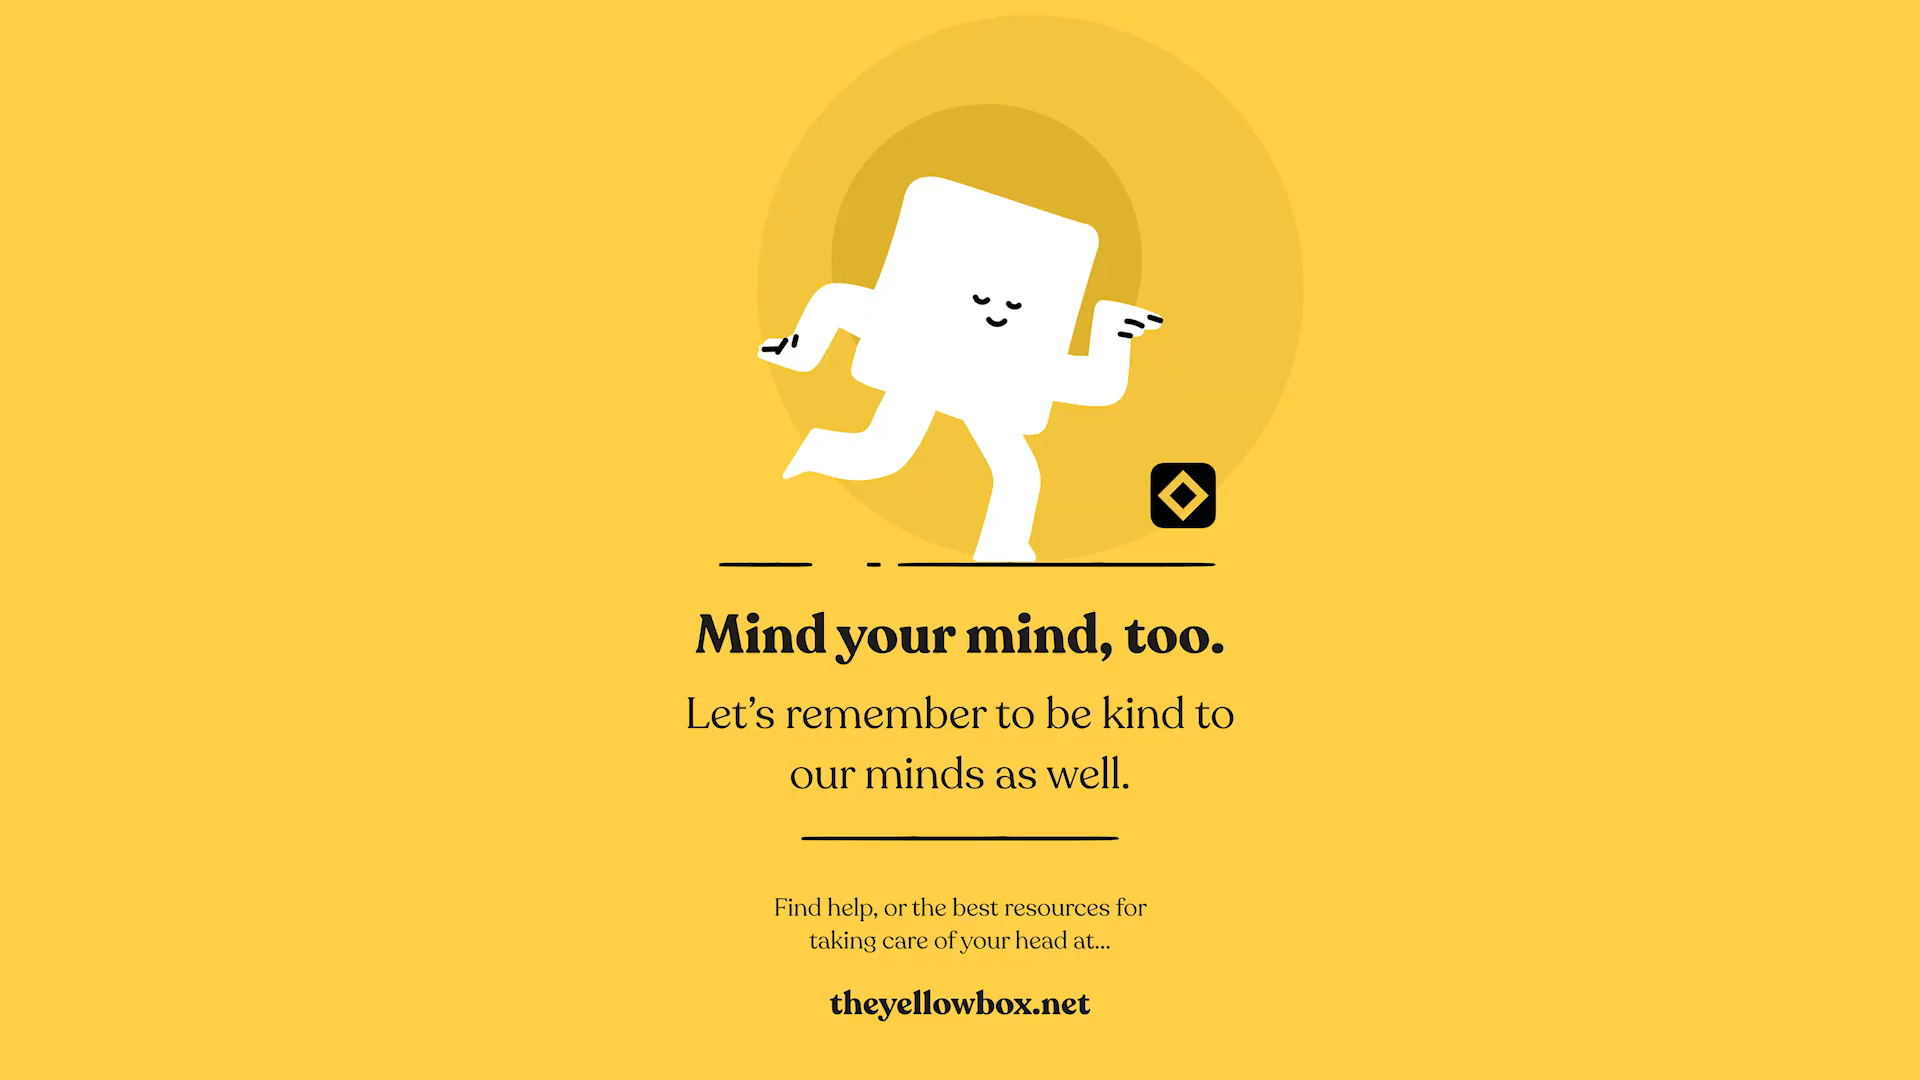 Mind your mind, too.
Let’s remember to be kind to
our minds as well.
Find help, or the best resources for
taking care of your head at...
theyellowbox.net